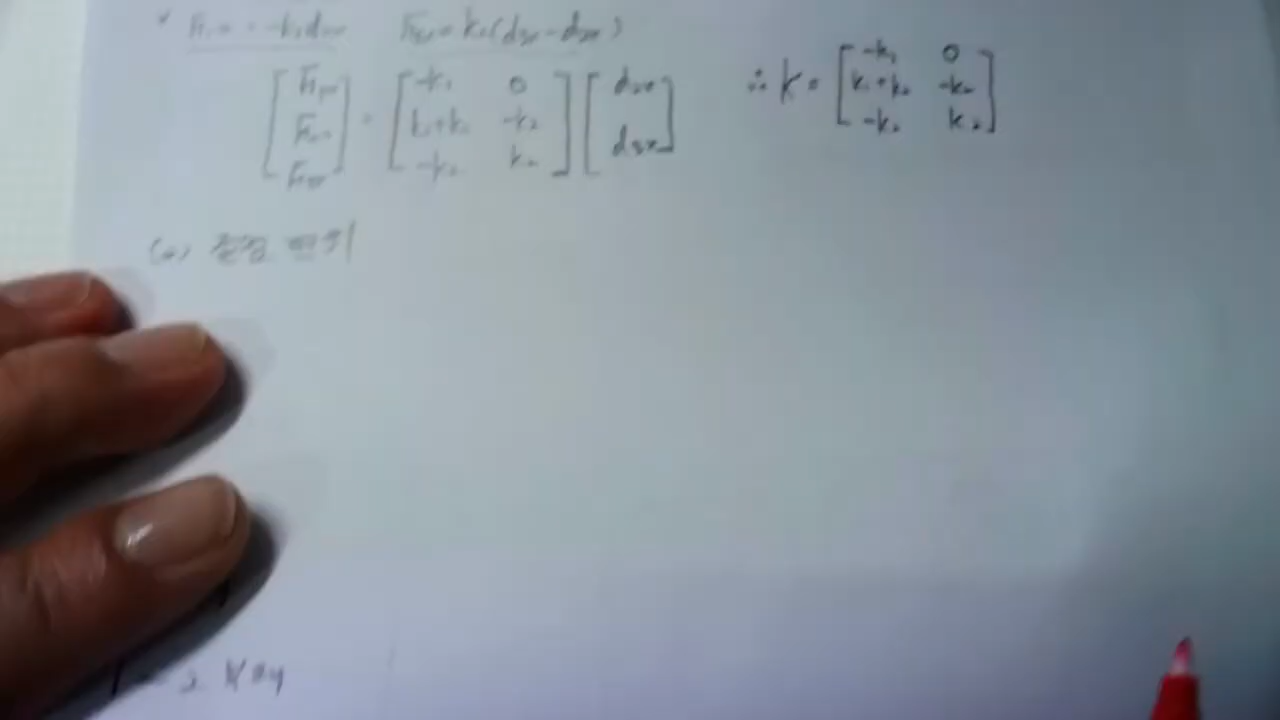 F₁ₓ = -k₁d₂ₓ F₃ₓ = k₂(d₃ₓ-d₂ₓ)
[F₁ₓ F₂ₓ F₃ₓ] = [-k₁ 0 k₁+k₂ -k₂ -k₂ k₂] [d₂ₓ d₃ₓ] ∴ k = [-k₁ 0 k₁+k₂ -k₂ -k₂ k₂]
절점 변위